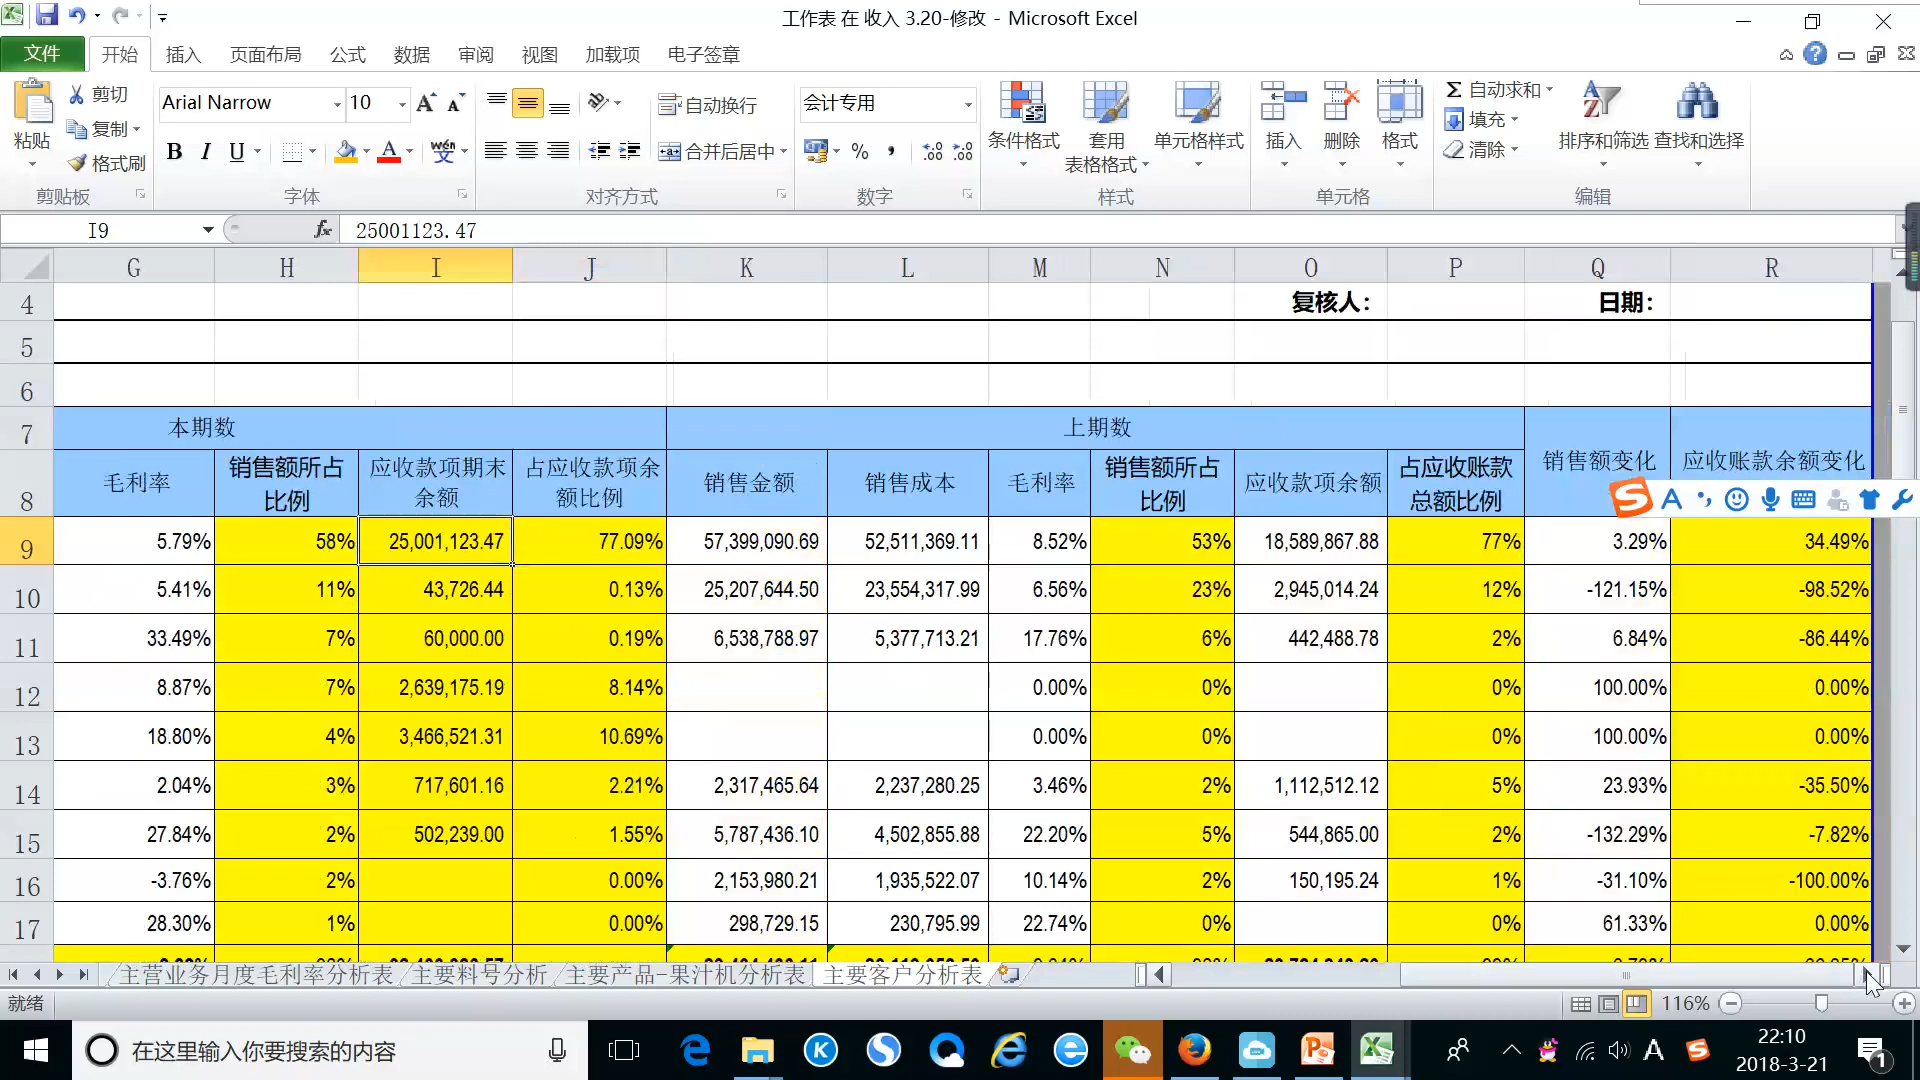 工作表 在 收入 3.20-修改 - Microsoft Excel
文件 开始 插入 页面布局 公式 数据 审阅 视图 加载项 电子签章
剪切 Arial Narrow 10 自动换行 会计专用 自动求和
复制 填充
粘贴 条件格式 套用 单元格样式 插入 删除 格式 排序和筛选 查找和选择
格式刷 B I U A wén 合并后居中 % 表格格式 清除
剪贴板 字体 对齐方式 数字 样式 单元格 编辑
I9 fx 25001123.47
G H I J K L M N O P Q R
4 复核人: 日期:
5
6
7 本期数 上期数
8 毛利率 销售额所占比例 应收款项期末余额 占应收款项余额比例 销售金额 销售成本 毛利率 销售额所占比例 应收款项余额 占应收账款总额比例 销售额变化 应收账款余额变化
9 5.79% 58% 25,001,123.47 77.09% 57,399,090.69 52,511,369.11 8.52% 53% 18,589,867.88 77% 3.29% 34.49%
10 5.41% 11% 43,726.44 0.13% 25,207,644.50 23,554,317.99 6.56% 23% 2,945,014.24 12% -121.15% -98.52%
11 33.49% 7% 60,000.00 0.19% 6,538,788.97 5,377,713.21 17.76% 6% 442,488.78 2% 6.84% -86.44%
12 8.87% 7% 2,639,175.19 8.14% 0.00% 0% 0% 100.00% 0.00%
13 18.80% 4% 3,466,521.31 10.69% 0.00% 0% 0% 100.00% 0.00%
14 2.04% 3% 717,601.16 2.21% 2,317,465.64 2,237,280.25 3.46% 2% 1,112,512.12 5% 23.93% -35.50%
15 27.84% 2% 502,239.00 1.55% 5,787,436.10 4,502,855.88 22.20% 5% 544,865.00 2% -132.29% -7.82%
16 -3.76% 2% 0.00% 2,153,980.21 1,935,522.07 10.14% 2% 150,195.24 1% -31.10% -100.00%
17 28.30% 1% 0.00% 298,729.15 230,795.99 22.74% 0% 0% 61.33% 0.00%
主营业务月度毛利率分析表 主要料号分析 主要产品-果汁机分析表 主要客户分析表
就绪 116%
在这里输入你要搜索的内容
22:10
2018-3-21
1